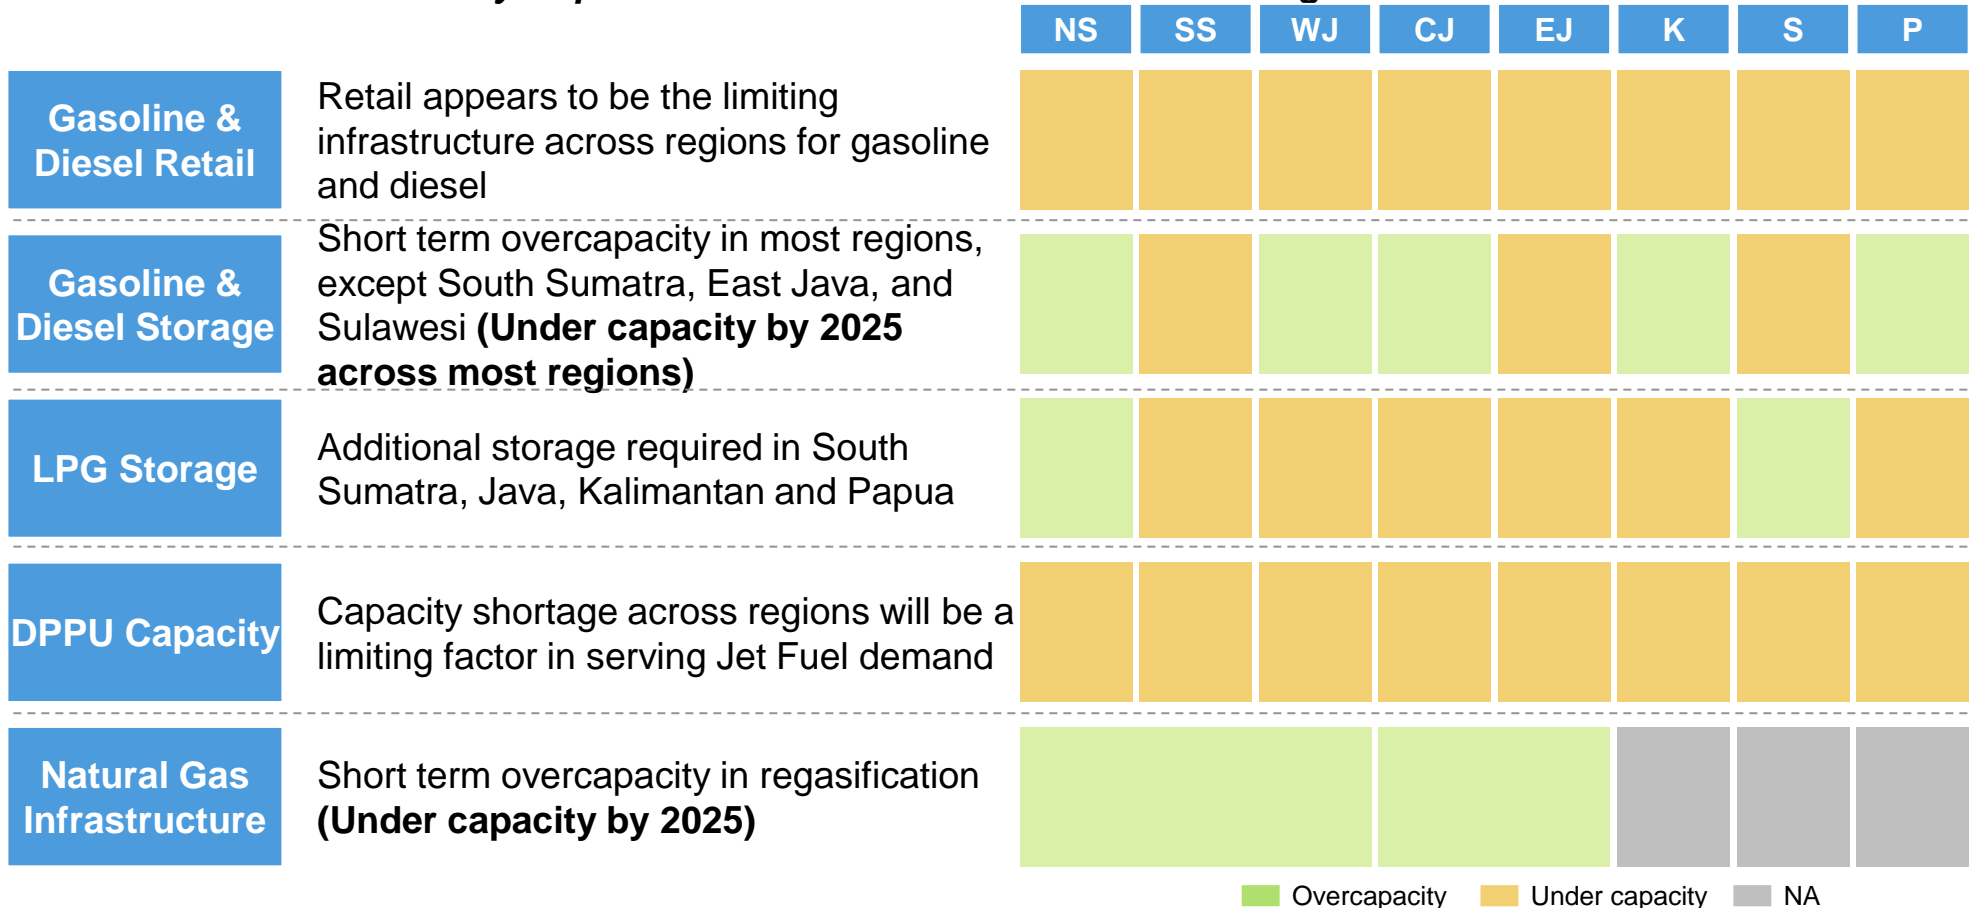 NS SS WJ CJ EJ K S P
Gasoline &
Diesel Retail
Retail appears to be the limiting
infrastructure across regions for gasoline
and diesel
Gasoline &
Diesel Storage
Short term overcapacity in most regions,
except South Sumatra, East Java, and
Sulawesi (Under capacity by 2025
across most regions)
LPG Storage
Additional storage required in South
Sumatra, Java, Kalimantan and Papua
DPPU Capacity
Capacity shortage across regions will be a
limiting factor in serving Jet Fuel demand
Natural Gas
Infrastructure
Short term overcapacity in regasification
(Under capacity by 2025)
Overcapacity Under capacity NA